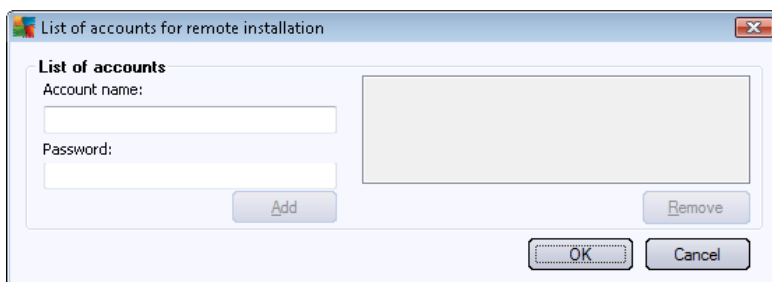 List of accounts for remote installation
List of accounts
Account name:
Password:
Add
Remove
OK
Cancel